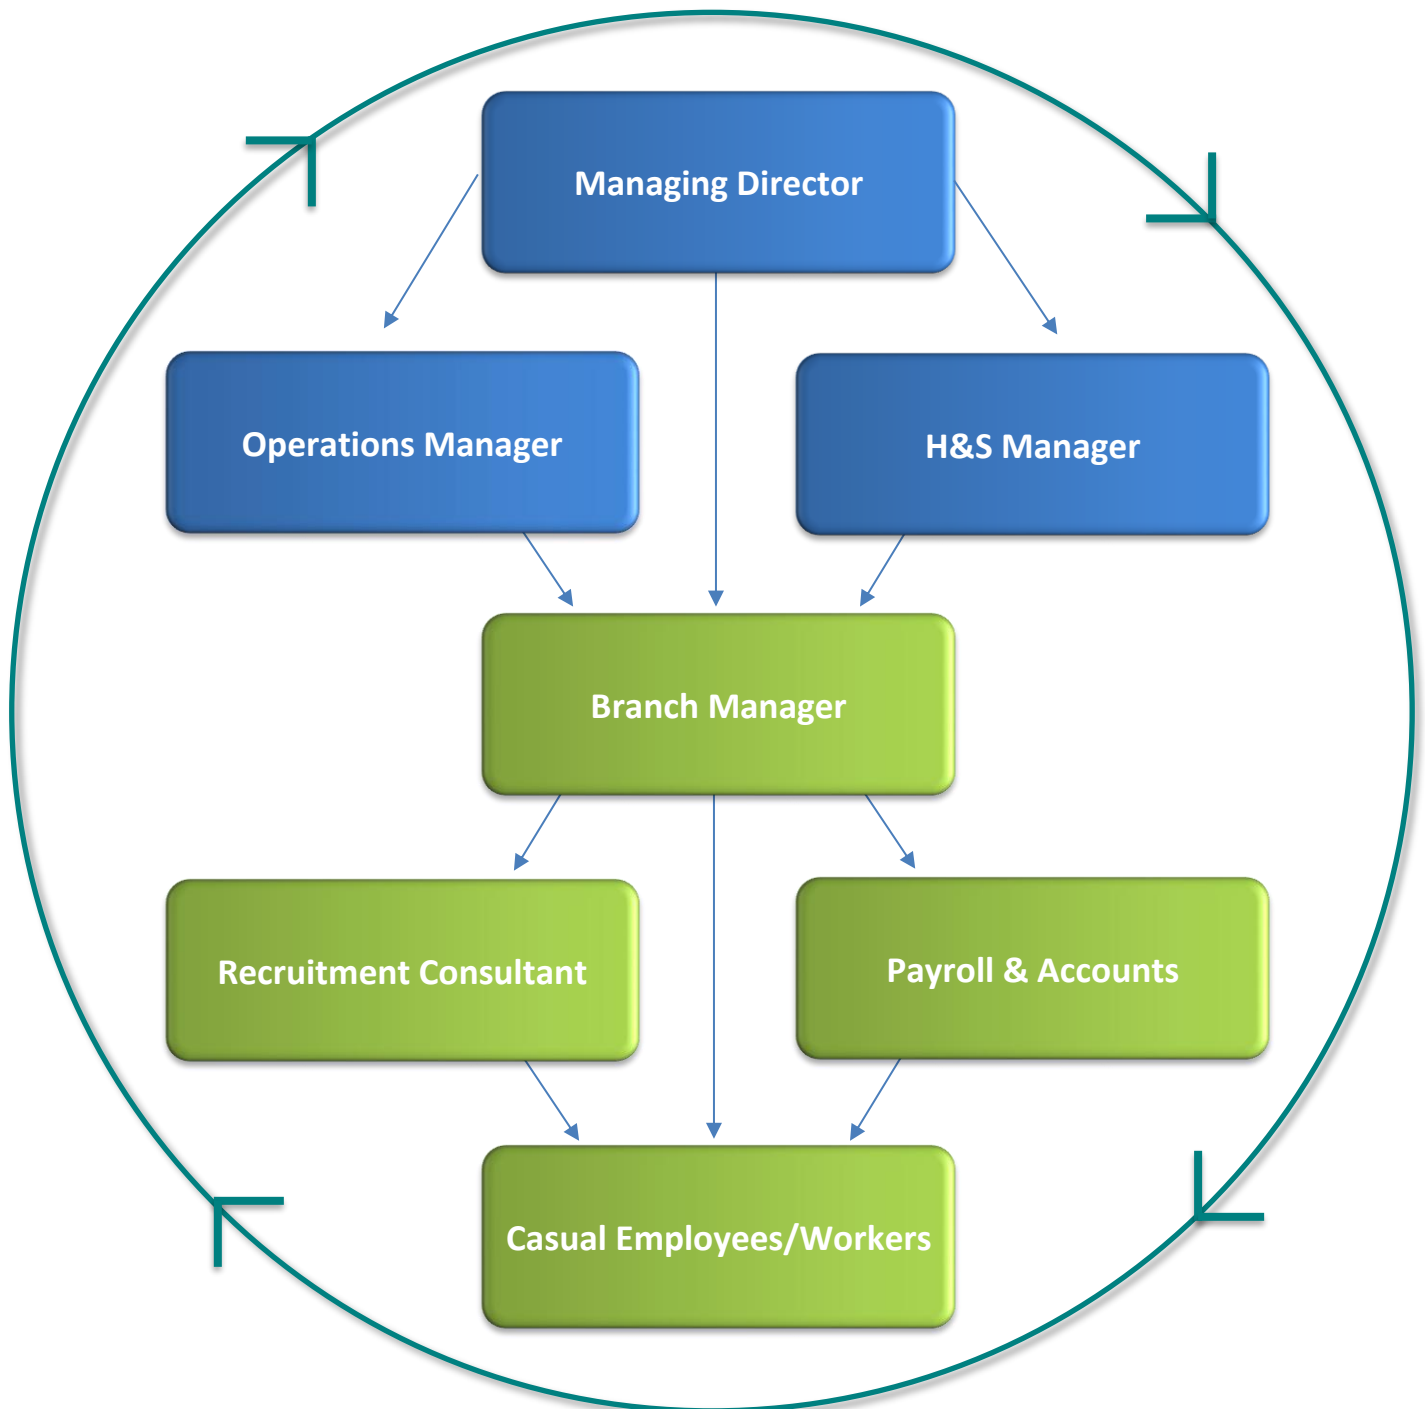 Managing Director
Operations Manager
H&S Manager
Branch Manager
Recruitment Consultant
Payroll & Accounts
Casual Employees/Workers